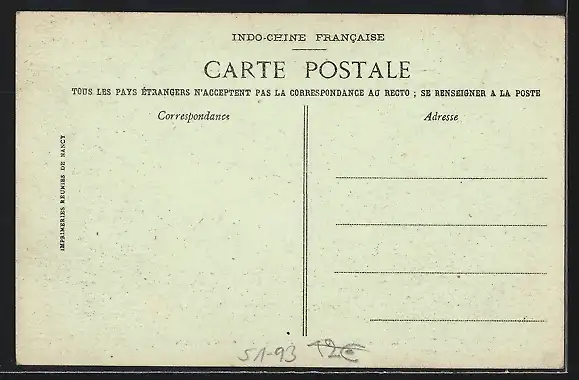 INDO-CHINE FRANÇAISE
CARTE POSTALE
TOUS LES PAYS ÉTRANGERS N'ACCEPTENT PAS LA CORRESPONDANCE AU RECTO ; SE RENSEIGNER A LA POSTE
Correspondance
Adresse
IMPRIMERIES RÉUNIES DE NANCY
51-93 12€